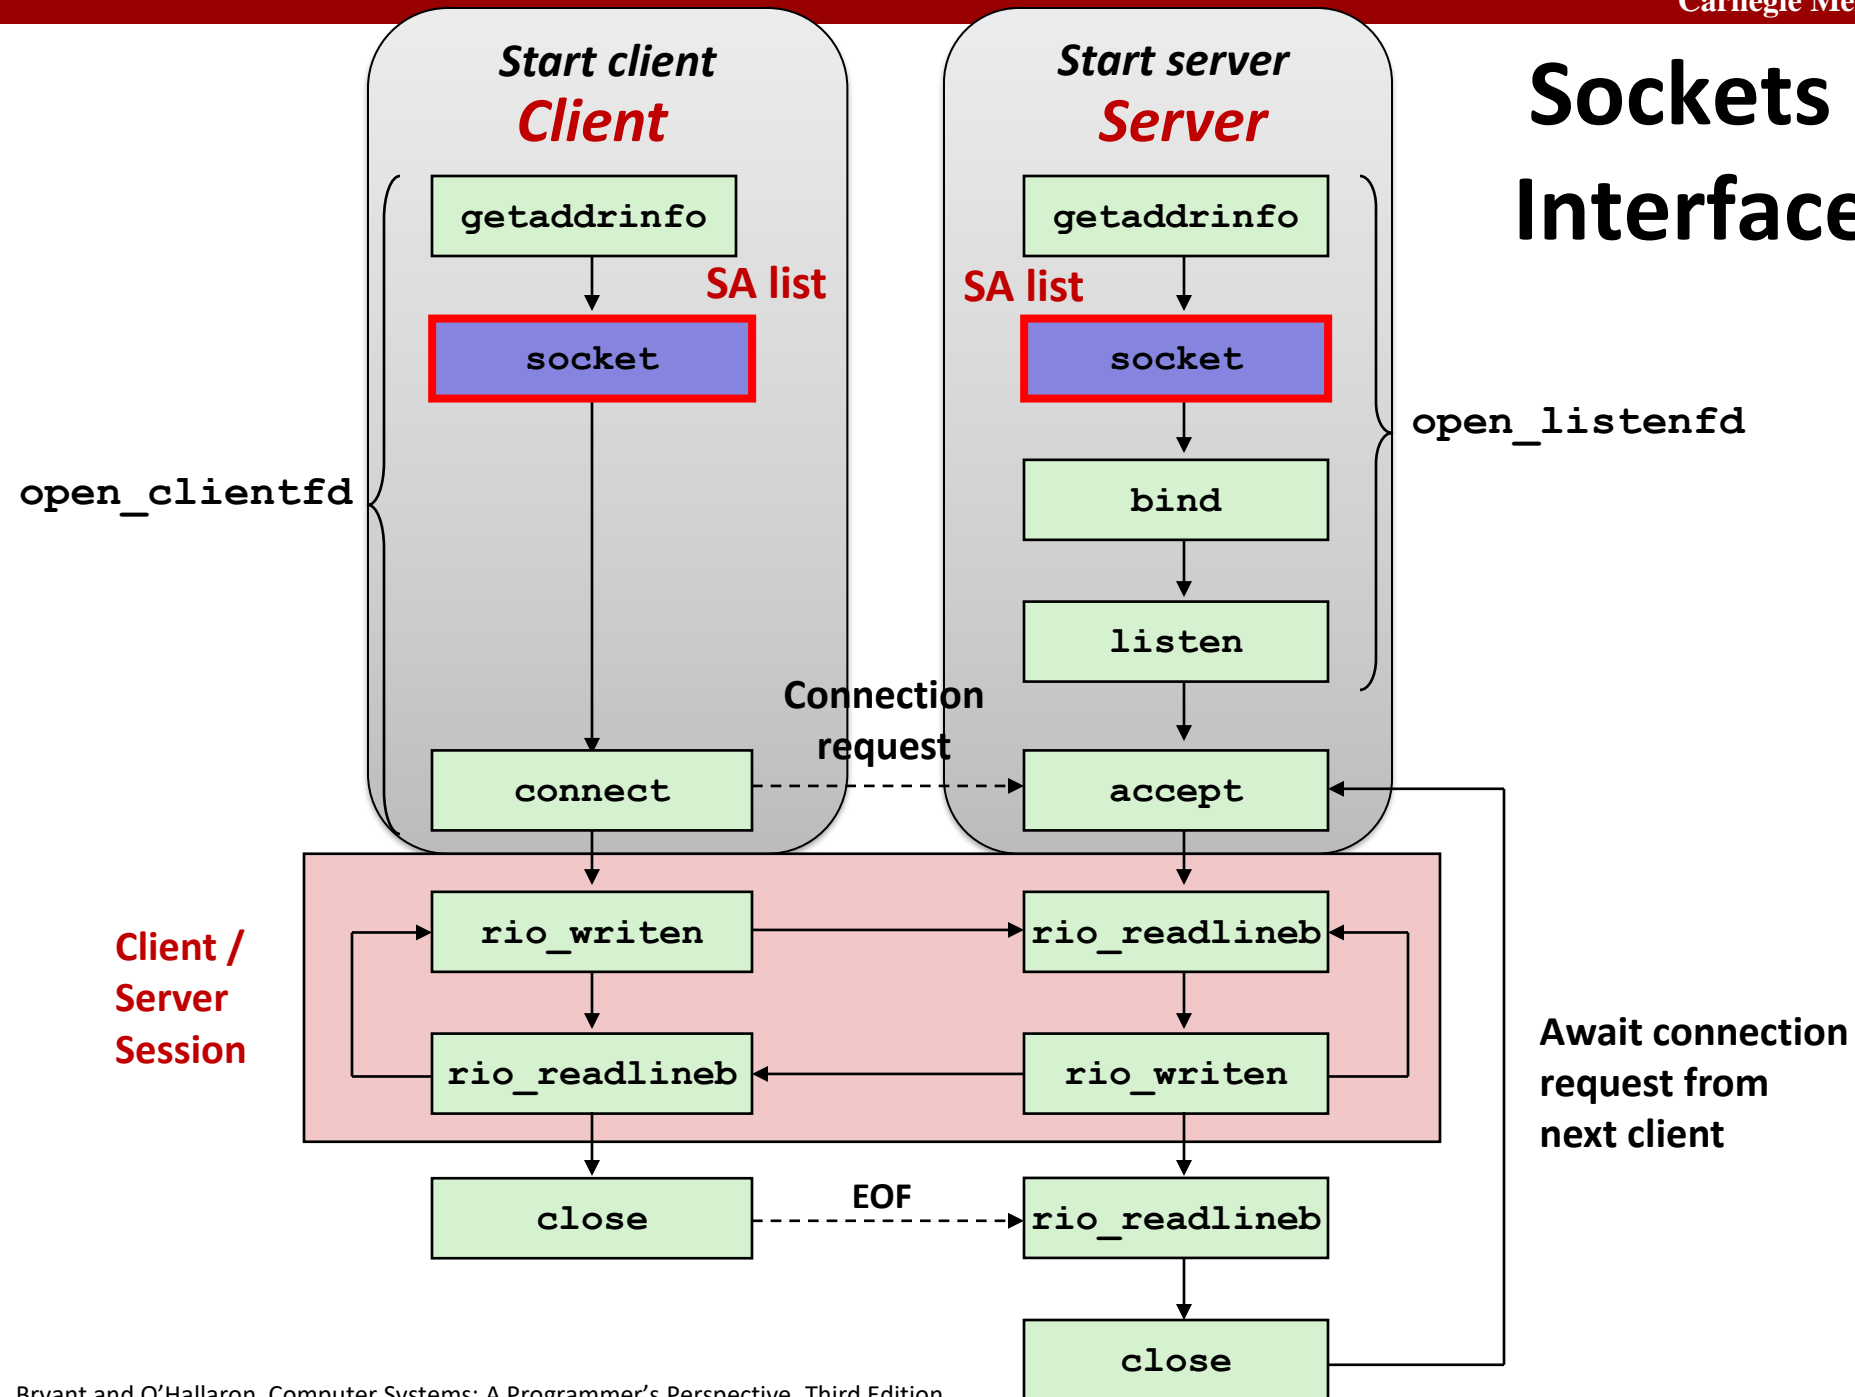 Start client
Client
getaddrinfo
SA list
socket
open_clientfd
connect
Start server
Server
getaddrinfo
SA list
socket
bind
listen
open_listenfd
Connection
request
accept
Sockets
Interface
Client /
Server
Session
rio_writen
rio_readlineb
rio_readlineb
rio_writen
Await connection
request from
next client
close
EOF
rio_readlineb
close
Bryant and O'Hallaron, Computer Systems: A Programmer's Perspective, Third Edition